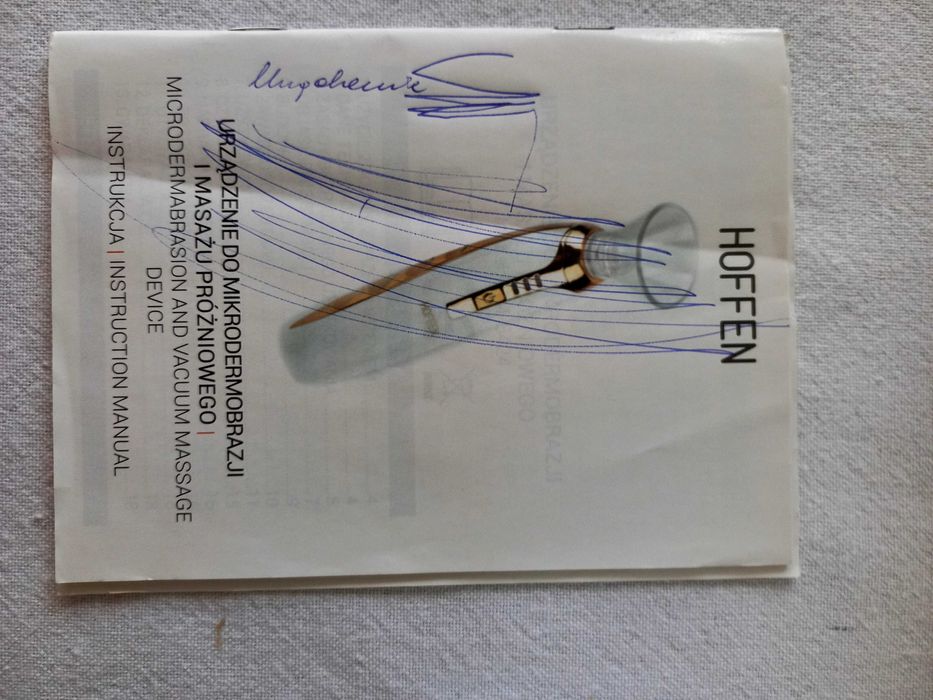 HOFFEN
URZĄDZENIE DO MIKRODERMOBRAZJI
I MASAŻU PRÓŻNIOWEGO |
MICRODERMABRASION AND VACUUM MASSAGE
DEVICE
INSTRUKCJA | INSTRUCTION MANUAL